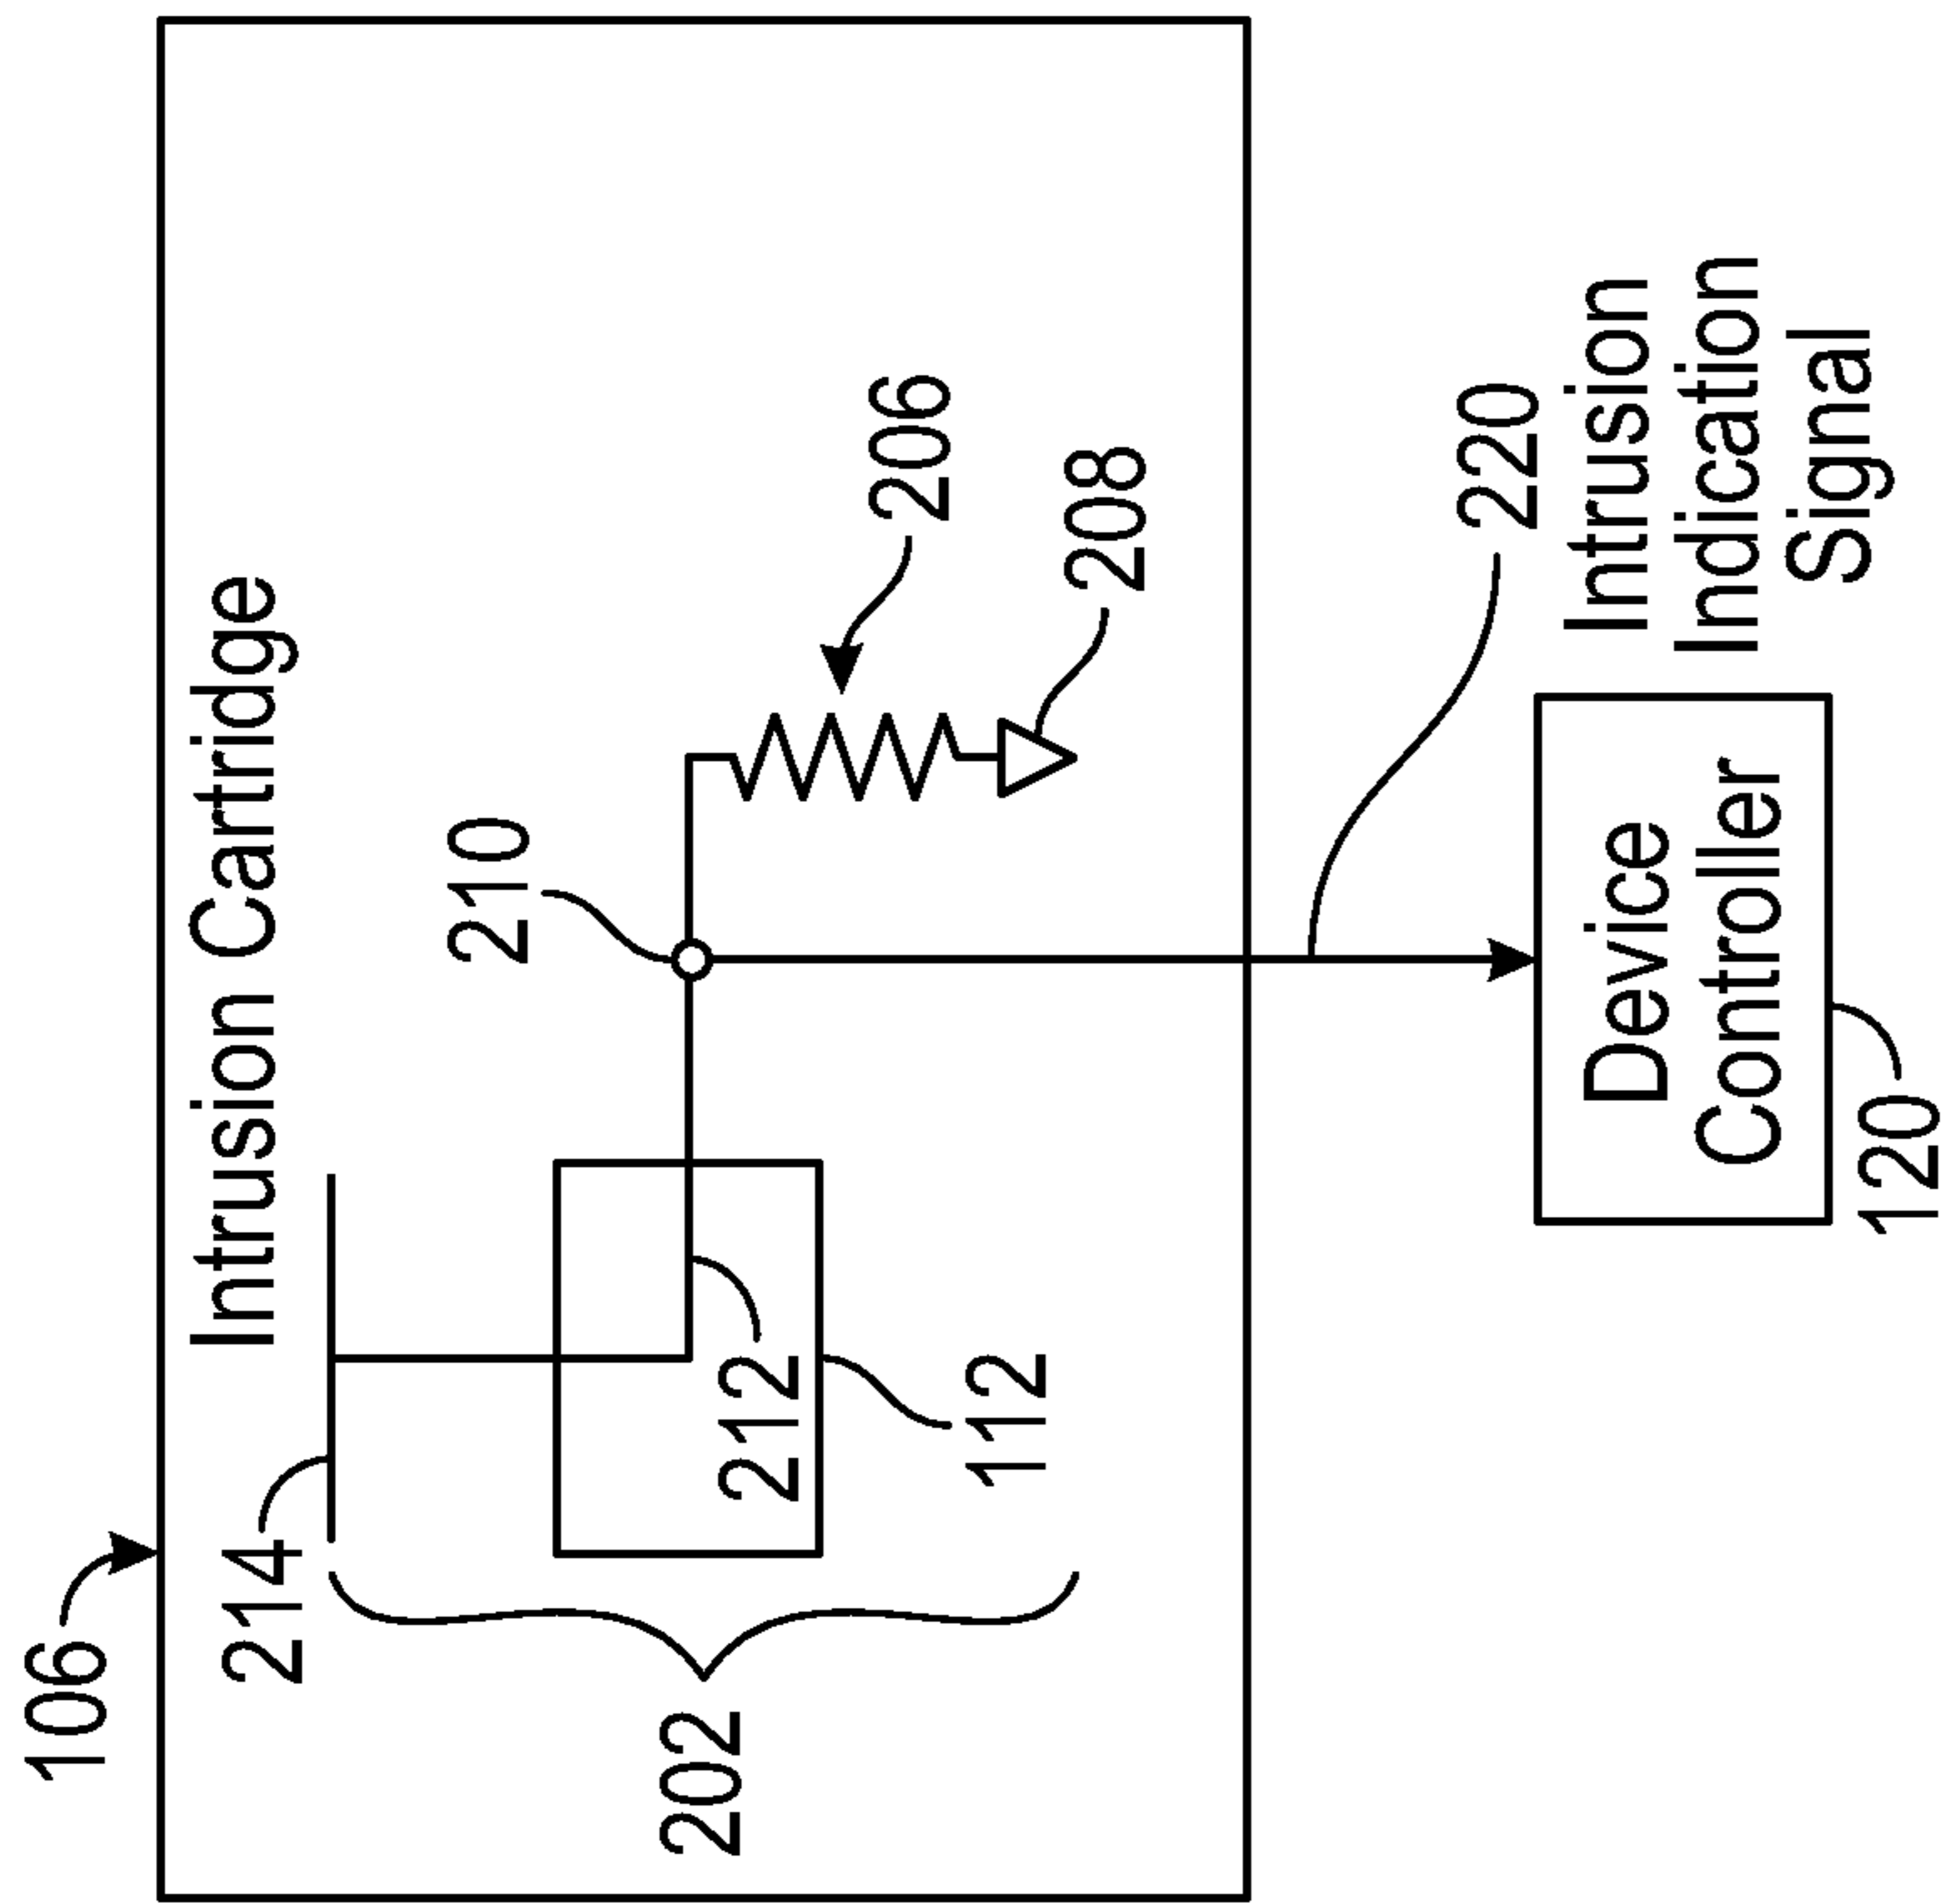 106
Intrusion Cartridge
214
210
202
212
206
112
208
220
Intrusion
Indication
Signal
Device
Controller
120